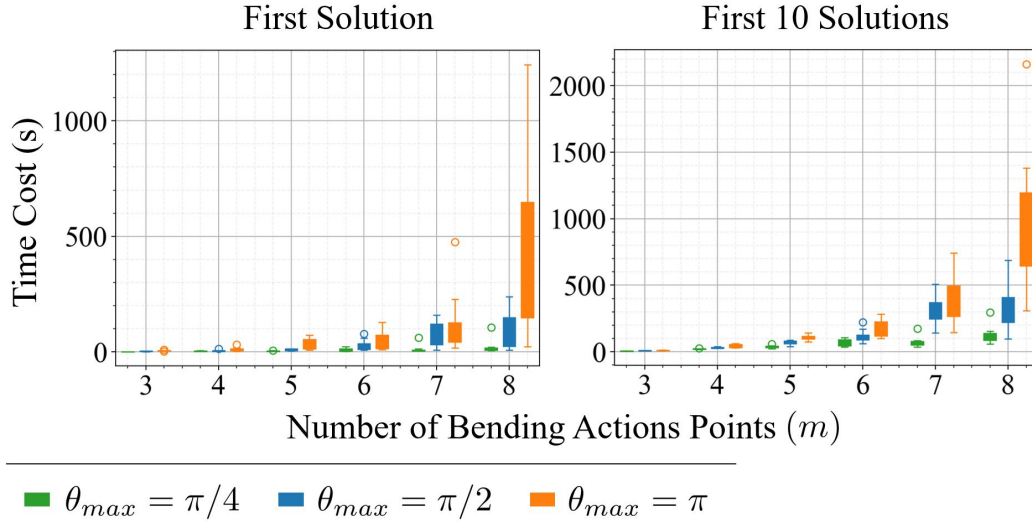 First Solution
First 10 Solutions
Time Cost (s)
1000
500
0
3 4 5 6 7 8
2000
1500
1000
500
0
3 4 5 6 7 8
Number of Bending Actions Points (m)
θmax = π/4 θmax = π/2 θmax = π